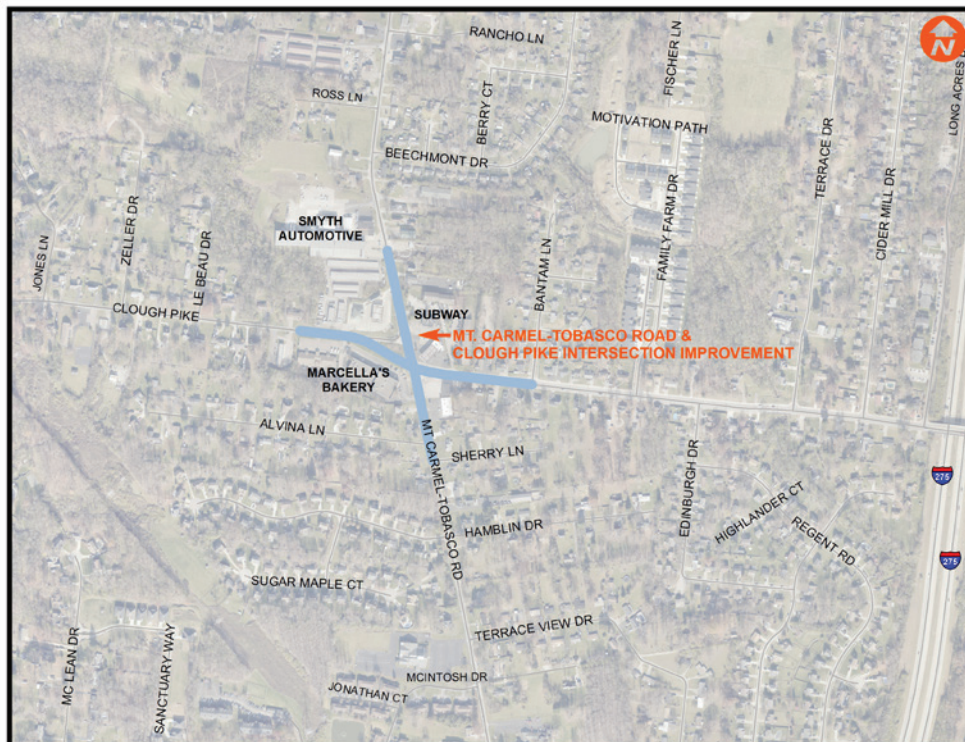 RANCHO LN
FISCHER LN
N
LONG ACRES
ROSS LN
BERRY CT
MOTIVATION PATH
BEECHMONT DR
TERRACE DR
CIDER MILL DR
SMYTH
AUTOMOTIVE
JONES LN
ZELLER DR
LE BEAU DR
BANTAM LN
FAMILY FARM DR
CLOUGH PIKE
SUBWAY
MT. CARMEL-TOBASCO ROAD &
CLOUGH PIKE INTERSECTION IMPROVEMENT
MARCELLA'S
BAKERY
ALVINA LN
MT CARMEL-TOBASCO RD
SHERRY LN
EDINBURGH DR
275
HIGHLANDER CT
REGENT RD
HAMBLIN DR
275
SUGAR MAPLE CT
TERRACE VIEW DR
MC LEAN DR
SANCTUARY WAY
MCINTOSH DR
JONATHAN CT